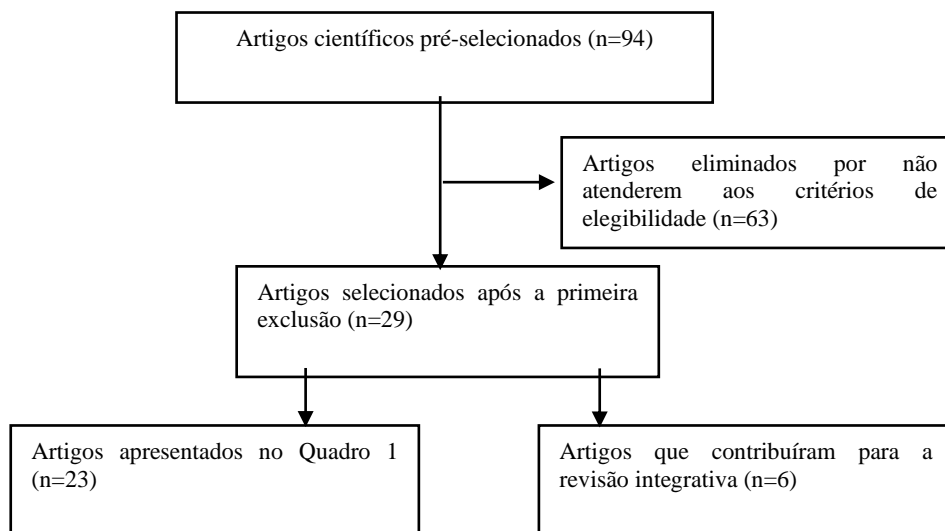 Artigos científicos pré-selecionados (n=94)
Artigos eliminados por não
atenderem aos critérios de
elegibilidade (n=63)
Artigos selecionados após a primeira
exclusão (n=29)
Artigos apresentados no Quadro 1
(n=23)
Artigos que contribuíram para a
revisão integrativa (n=6)